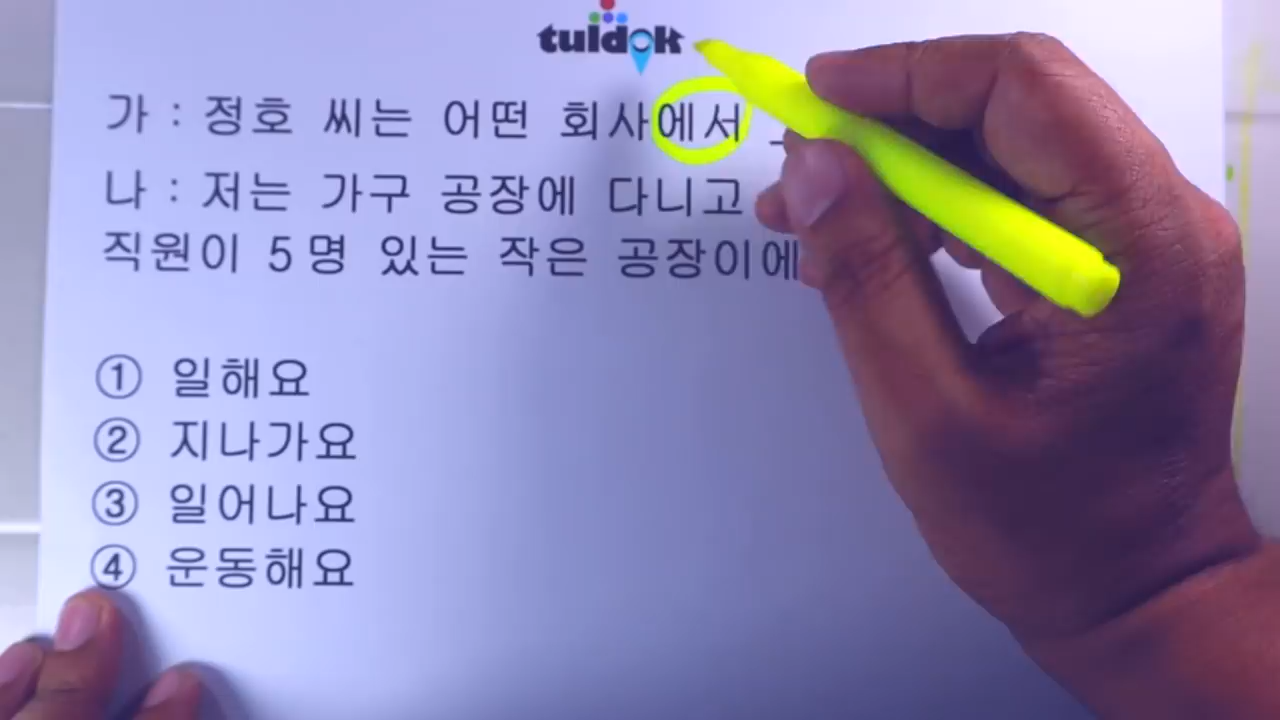 tuldok
가 : 정호 씨는 어떤 회사에서 _
나 : 저는 가구 공장에 다니고
직원이 5명 있는 작은 공장이에
① 일해요
② 지나가요
③ 일어나요
④ 운동해요